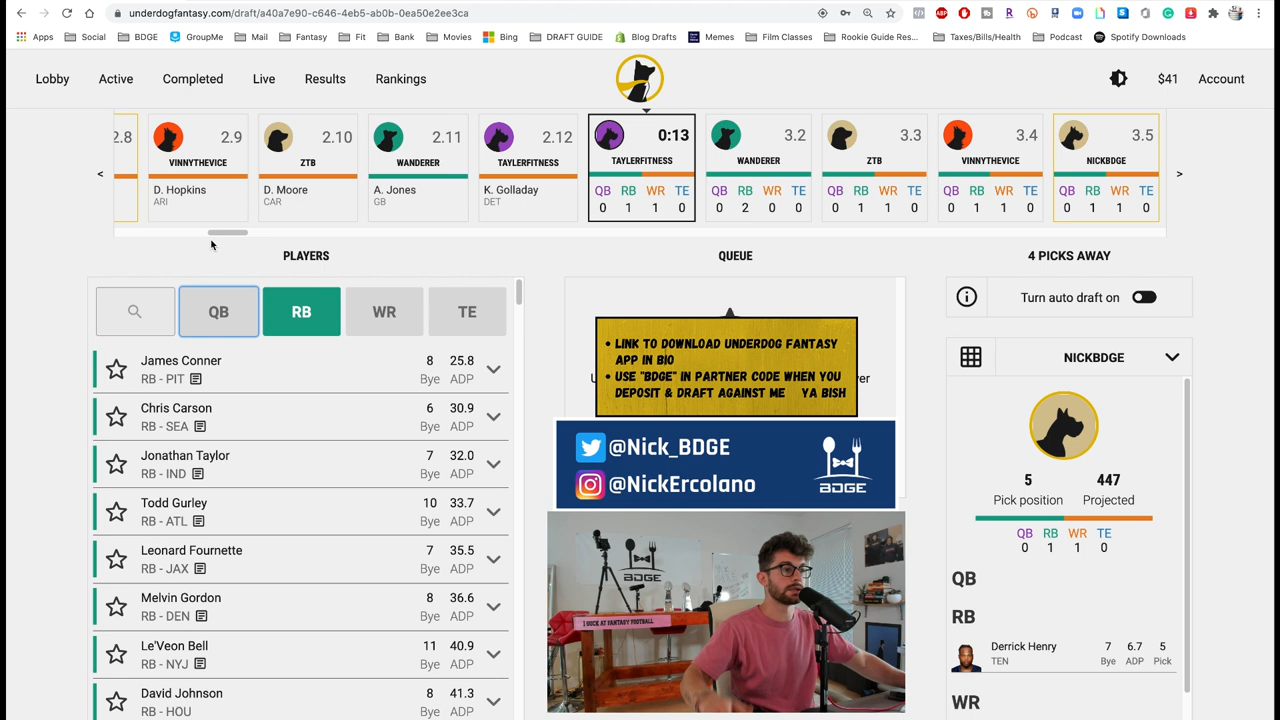 underdogfantasy.com/draft/a40a7e90-c646-4eb5-ab0b-0ea50e2ee3ca
Apps Social BDGE GroupMe Mail Fantasy Fit Bank Movies Bing DRAFT GUIDE Blog Drafts Memes Film Classes Rookie Guide Res... Taxes/Bills/Health Podcast Spotify Downloads
Lobby Active Completed Live Results Rankings $41 Account
2.8 2.9 2.10 2.11 2.12 0:13 3.2 3.3 3.4 3.5
VINNYTHEVICE ZTB WANDERER TAYLERFITNESS TAYLERFITNESS WANDERER ZTB VINNYTHEVICE NICKBDGE
D. Hopkins D. Moore A. Jones K. Golladay QB RB WR TE QB RB WR TE QB RB WR TE QB RB WR TE QB RB WR TE
ARI CAR GB DET 0 1 1 0 0 2 0 0 0 1 1 0 0 1 1 0 0 1 1 0
< >
PLAYERS QUEUE 4 PICKS AWAY
QB RB WR TE
Turn auto draft on
James Conner 8 25.8
RB - PIT Bye ADP
Chris Carson 6 30.9
RB - SEA Bye ADP
Jonathan Taylor 7 32.0
RB - IND Bye ADP
Todd Gurley 10 33.7
RB - ATL Bye ADP
Leonard Fournette 7 35.5
RB - JAX Bye ADP
Melvin Gordon 8 36.6
RB - DEN Bye ADP
Le'Veon Bell 11 40.9
RB - NYJ Bye ADP
David Johnson 8 41.3
RB - HOU Bye ADP
• LINK TO DOWNLOAD UNDERDOG FANTASY
APP IN BIO
• USE "BDGE" IN PARTNER CODE WHEN YOU
DEPOSIT & DRAFT AGAINST ME YA BISH
@Nick_BDGE
@NickErcolano
BDGE
BDGE
I SUCK AT FANTASY FOOTBALL
NICKBDGE
5 447
Pick position Projected
QB RB WR TE
0 1 1 0
QB
RB
Derrick Henry 7 6.7 5
TEN Bye ADP Pick
WR